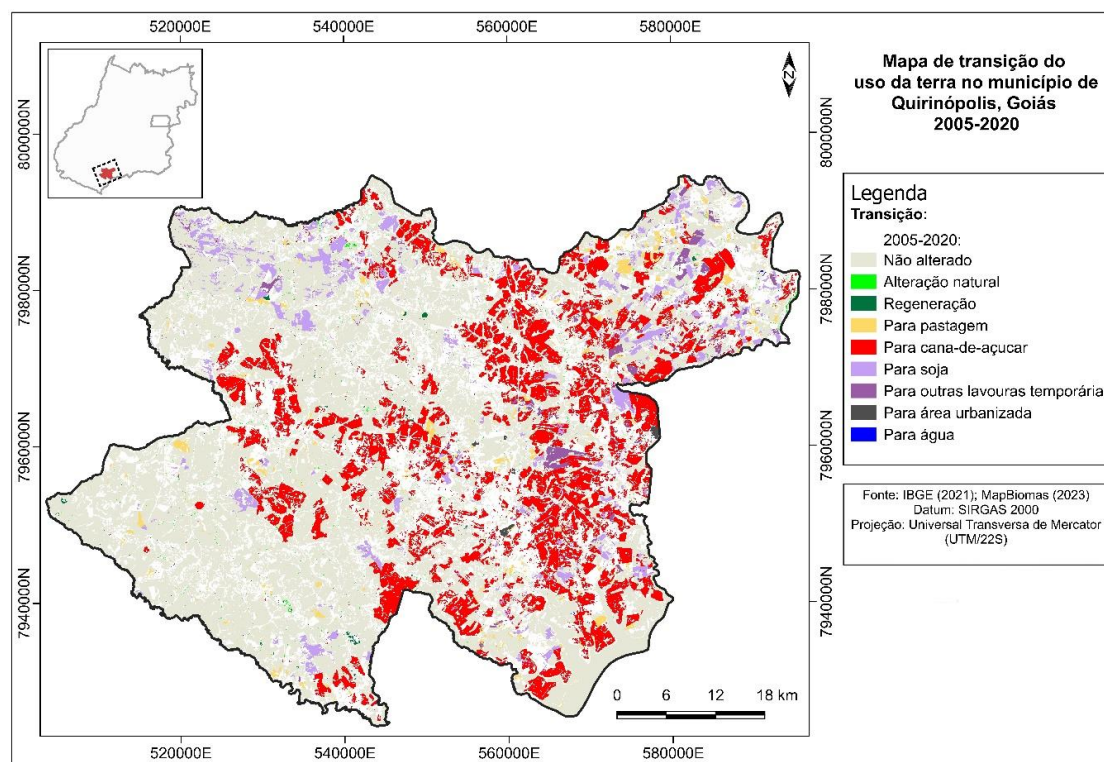 520000E 540000E 560000E 580000E
Mapa de transição do
uso da terra no município de
Quirinópolis, Goiás
2005-2020
N
8000000N
7980000N
7960000N
7940000N
8000000N
7980000N
7960000N
7940000N
Legenda
Transição:
2005-2020:
Não alterado
Alteração natural
Regeneração
Para pastagem
Para cana-de-açucar
Para soja
Para outras lavouras temporária
Para área urbanizada
Para água
Fonte: IBGE (2021); MapBiomas (2023)
Datum: SIRGAS 2000
Projeção: Universal Transversa de Mercator
(UTM/22S)
0 6 12 18 km
520000E 540000E 560000E 580000E